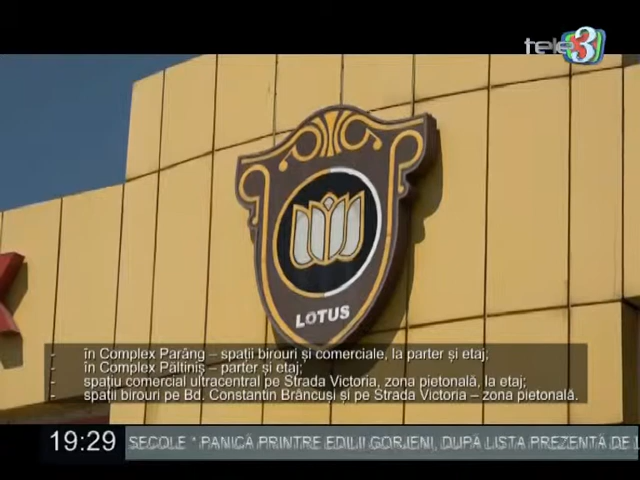 tele 3
LOTUS
- în Complex Parâng – spații birouri și comerciale, la parter și etaj;
- în Complex Păltiniș – parter și etaj;
- spațiu comercial ultracentral pe Strada Victoria, zona pietonală, la etaj;
- spații birouri pe Bd. Constantin Brâncuși și pe Strada Victoria – zona pietonală.
19:29 SECOLE * PANICĂ PRINTRE EDILII GORJENI, DUPĂ LISTA PREZENTĂ DE